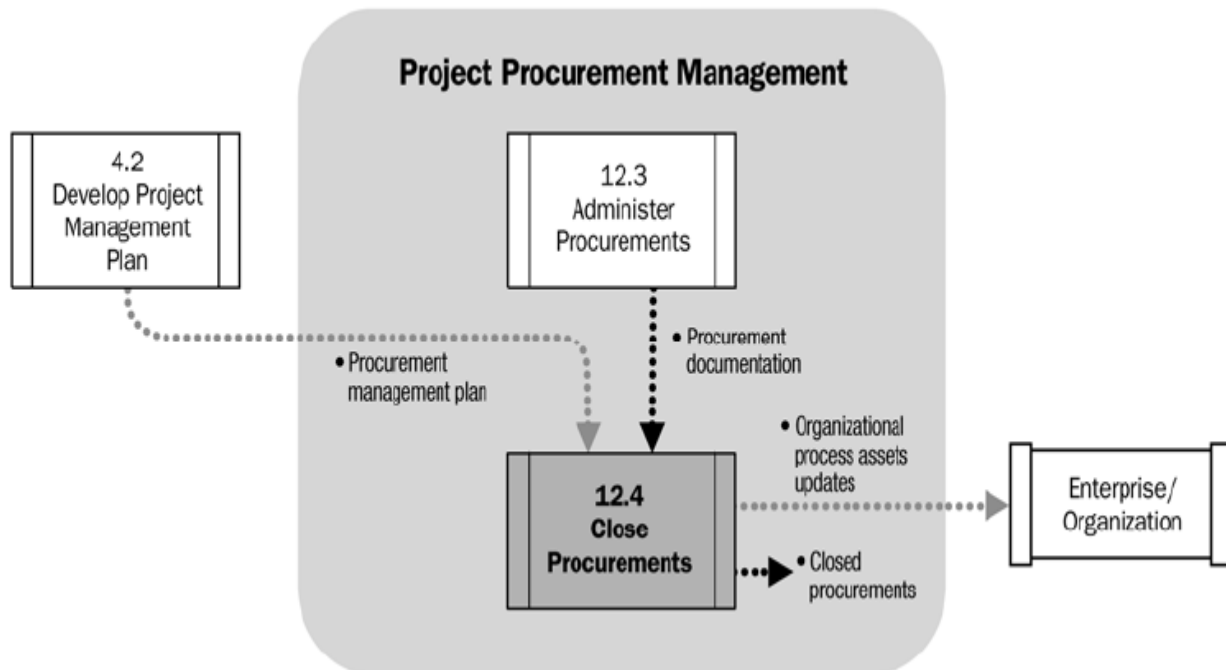 Project Procurement Management
4.2
Develop Project
Management
Plan
12.3
Administer
Procurements
• Procurement
management plan
• Procurement
documentation
• Organizational
process assets
updates
12.4
Close
Procurements
Enterprise/
Organization
• Closed
procurements